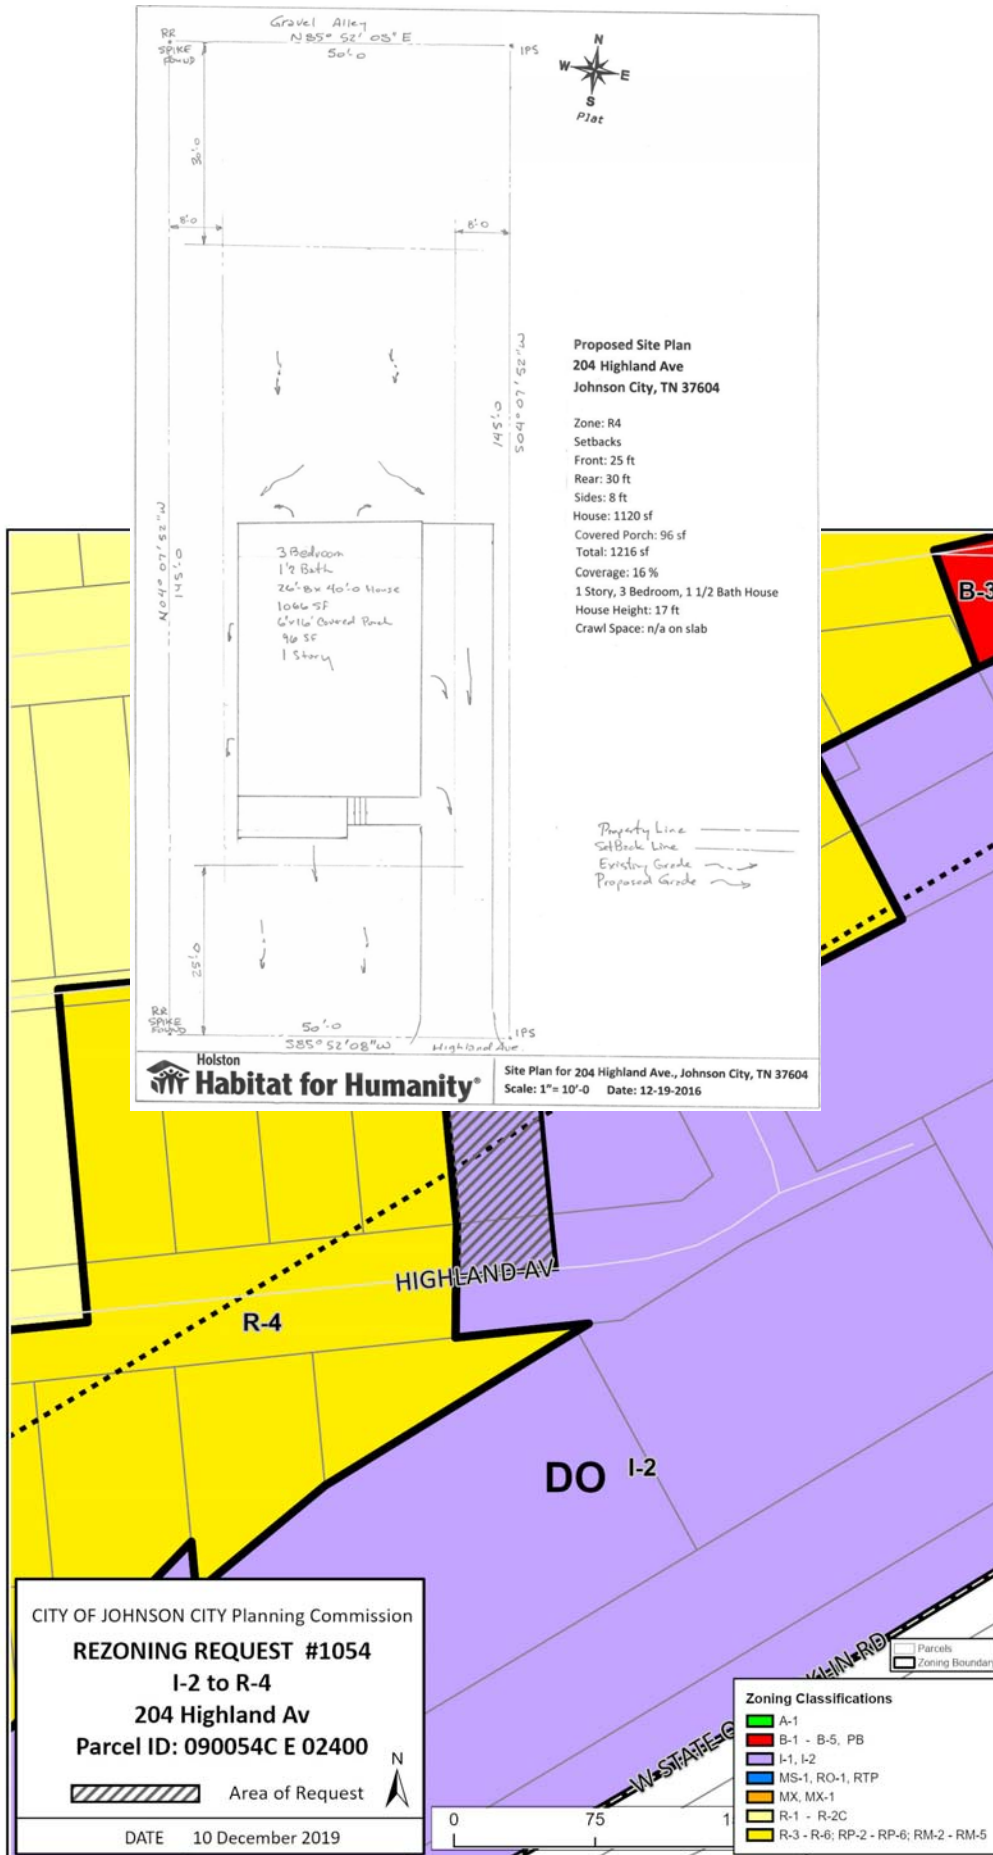 Gravel Alley
N85° 52' 03" E
50'-0
RR
SPIKE
FOUND
IPS
N
W
E
S
Plat
30'-0
8'-0
8'-0
145'-0
S04° 07' 52" W
N04° 07' 52" W
145'-0
Proposed Site Plan
204 Highland Ave
Johnson City, TN 37604
Zone: R4
Setbacks
Front: 25 ft
Rear: 30 ft
Sides: 8 ft
House: 1120 sf
Covered Porch: 96 sf
Total: 1216 sf
Coverage: 16 %
1 Story, 3 Bedroom, 1 1/2 Bath House
House Height: 17 ft
Crawl Space: n/a on slab
3 Bedroom
1 ½ Bath
26'-8 x 40'-0 House
1066 SF
6'x16' Covered Porch
96 SF
1 Story
Property Line
SetBack Line
Existing Grade
Proposed Grade
25'-0
RR
SPIKE
FOUND
50'-0
S85° 52' 08" W
Highland Ave.
IPS
Holston
Habitat for Humanity®
Site Plan for 204 Highland Ave., Johnson City, TN 37604
Scale: 1"= 10'-0 Date: 12-19-2016
B-3
HIGHLAND AV
R-4
DO
I-2
CITY OF JOHNSON CITY Planning Commission
REZONING REQUEST #1054
I-2 to R-4
204 Highland Av
Parcel ID: 090054C E 02400
Area of Request
N
DATE 10 December 2019
W STATE
KLIN RD
0
75
Parcels
Zoning Boundary
Zoning Classifications
A-1
B-1 - B-5, PB
I-1, I-2
MS-1, RO-1, RTP
MX, MX-1
R-1 - R-2C
R-3 - R-6; RP-2 - RP-6; RM-2 - RM-5